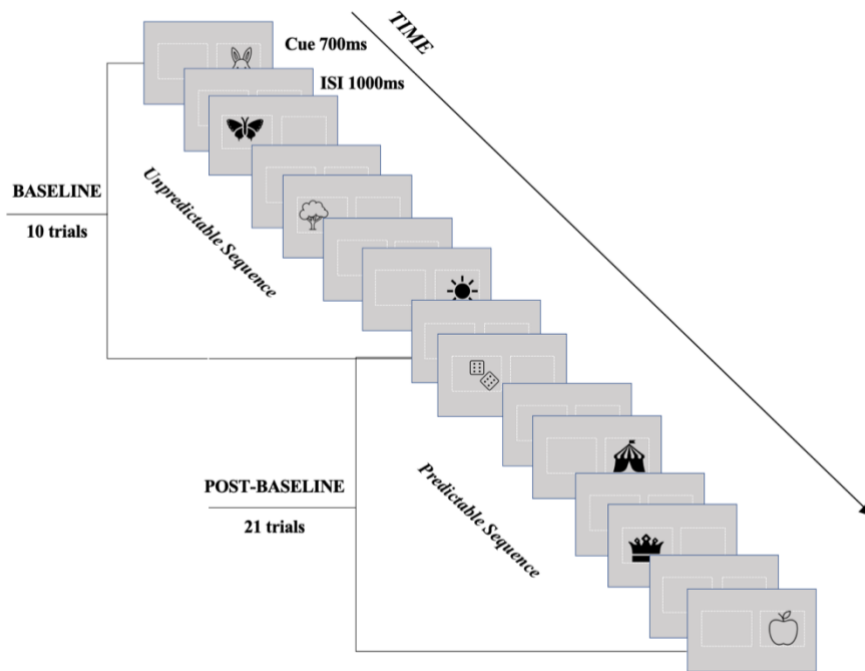 TIME
Cue 700ms
ISI 1000ms
BASELINE
10 trials
Unpredictable Sequence
POST-BASELINE
21 trials
Predictable Sequence